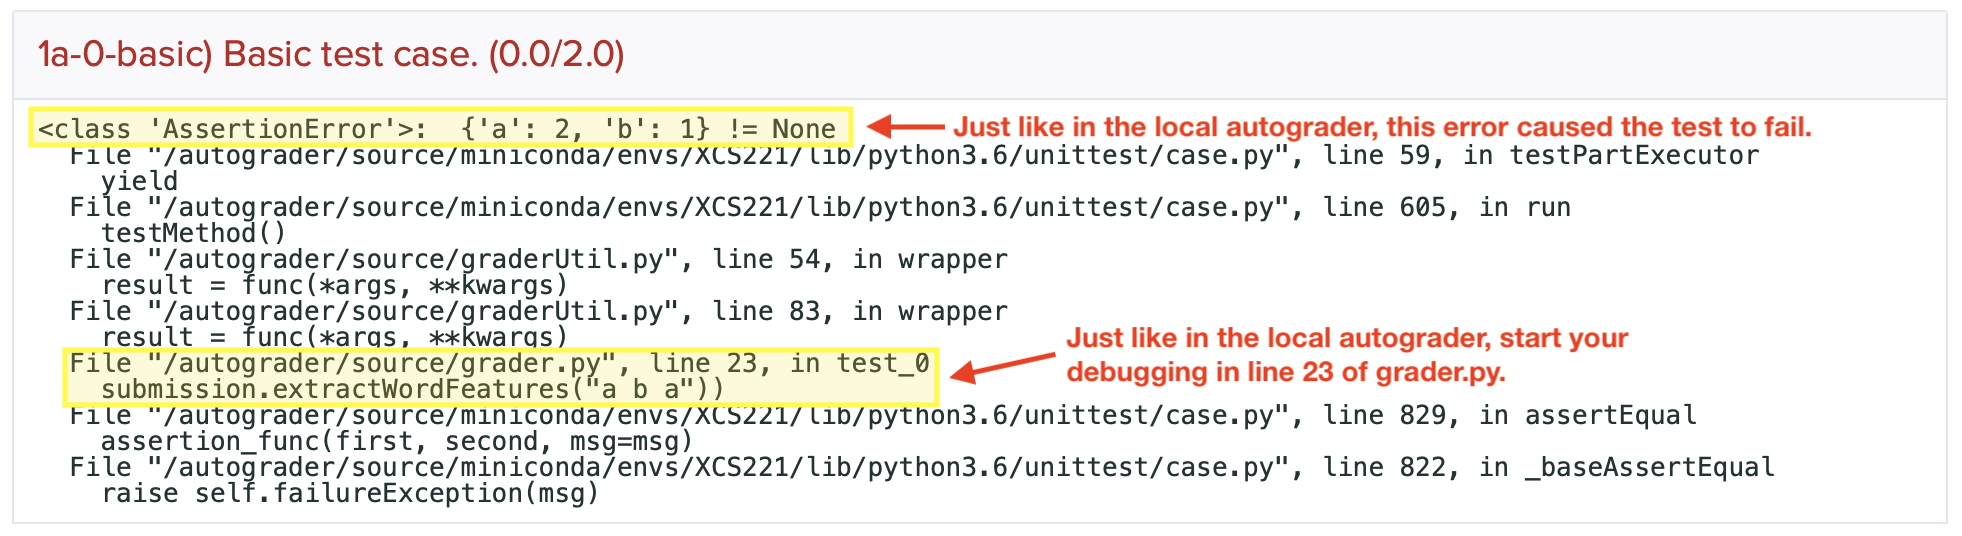 1a-0-basic) Basic test case. (0.0/2.0)
<class 'AssertionError'>:  {'a': 2, 'b': 1} != None
Just like in the local autograder, this error caused the test to fail.
  File "/autograder/source/miniconda/envs/XCS221/lib/python3.6/unittest/case.py", line 59, in testPartExecutor
    yield
  File "/autograder/source/miniconda/envs/XCS221/lib/python3.6/unittest/case.py", line 605, in run
    testMethod()
  File "/autograder/source/graderUtil.py", line 54, in wrapper
    result = func(*args, **kwargs)
  File "/autograder/source/graderUtil.py", line 83, in wrapper
    result = func(*args, **kwargs)
  File "/autograder/source/grader.py", line 23, in test_0
    submission.extractWordFeatures("a b a"))
Just like in the local autograder, start your
debugging in line 23 of grader.py.
  File "/autograder/source/miniconda/envs/XCS221/lib/python3.6/unittest/case.py", line 829, in assertEqual
    assertion_func(first, second, msg=msg)
  File "/autograder/source/miniconda/envs/XCS221/lib/python3.6/unittest/case.py", line 822, in _baseAssertEqual
    raise self.failureException(msg)